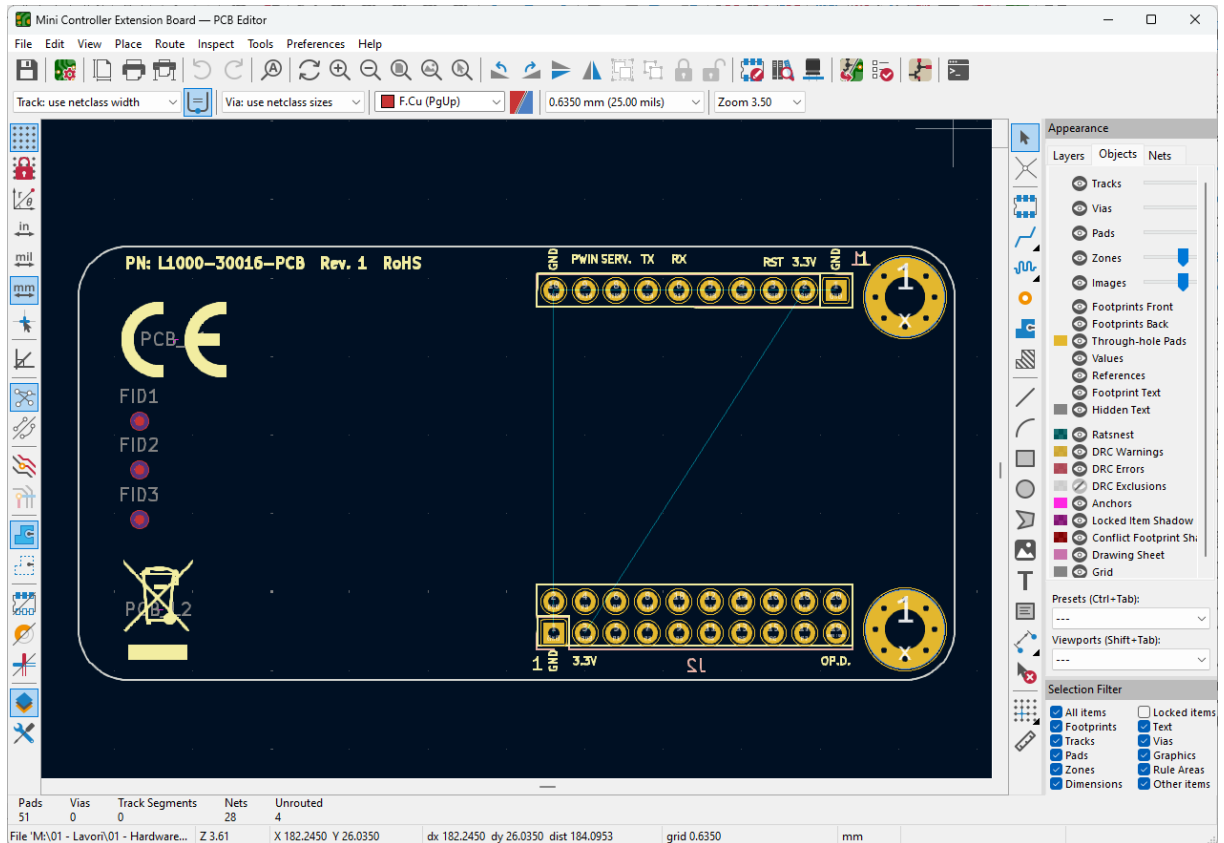 Mini Controller Extension Board — PCB Editor
File Edit View Place Route Inspect Tools Preferences Help
Track: use netclass width Via: use netclass sizes F.Cu (PgUp) 0.6350 mm (25.00 mils) Zoom 3.50
in
mil
mm
PN: L1000-30016-PCB Rev. 1 RoHS
GND PWIN SERV. TX RX RST 3.3V GND J1
1
X
CE
PCB_
FID1
FID2
FID3
1
X
1 GND 3.3V J2 OP.D.
Appearance
Layers Objects Nets
Tracks
Vias
Pads
Zones
Images
Footprints Front
Footprints Back
Through-hole Pads
Values
References
Footprint Text
Hidden Text
Ratsnest
DRC Warnings
DRC Errors
DRC Exclusions
Anchors
Locked Item Shadow
Conflict Footprint Sha
Drawing Sheet
Grid
Presets (Ctrl+Tab):
---
Viewports (Shift+Tab):
---
Selection Filter
All items Locked items
Footprints Text
Tracks Vias
Pads Graphics
Zones Rule Areas
Dimensions Other items
Pads Vias Track Segments Nets Unrouted
51 0 0 28 4
File 'M:\01 - Lavori\01 - Hardware... Z 3.61 X 182.2450 Y 26.0350 dx 182.2450 dy 26.0350 dist 184.0953 grid 0.6350 mm